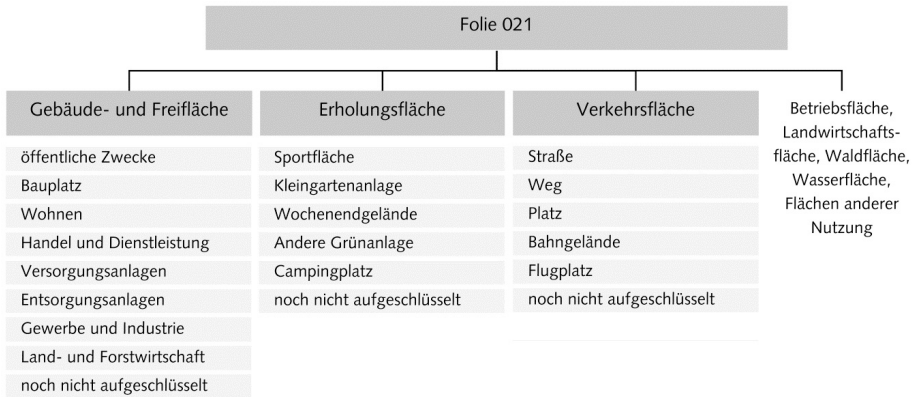 Folie 021
Gebäude- und Freifläche
öffentliche Zwecke
Bauplatz
Wohnen
Handel und Dienstleistung
Versorgungsanlagen
Entsorgungsanlagen
Gewerbe und Industrie
Land- und Forstwirtschaft
noch nicht aufgeschlüsselt
Erholungsfläche
Sportfläche
Kleingartenanlage
Wochenendgelände
Andere Grünanlage
Campingplatz
noch nicht aufgeschlüsselt
Verkehrsfläche
Straße
Weg
Platz
Bahngelände
Flugplatz
noch nicht aufgeschlüsselt
Betriebsfläche,
Landwirtschafts-
fläche, Waldfläche,
Wasserfläche,
Flächen anderer
Nutzung